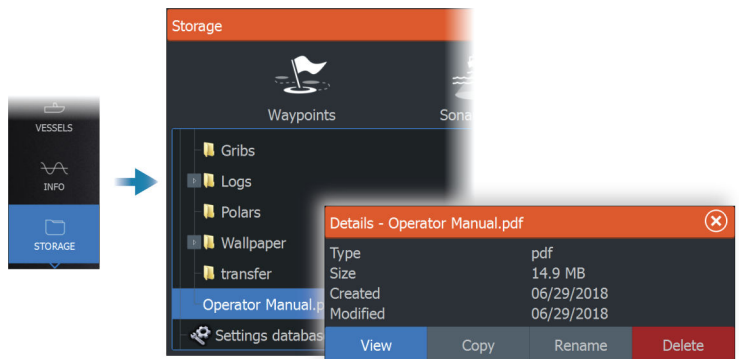 VESSELS
INFO
STORAGE
Storage
Waypoints
Sona
Gribs
Logs
Polars
Wallpaper
transfer
Operator Manual.p
Settings databas
Details - Operator Manual.pdf
Type pdf
Size 14.9 MB
Created 06/29/2018
Modified 06/29/2018
View Copy Rename Delete